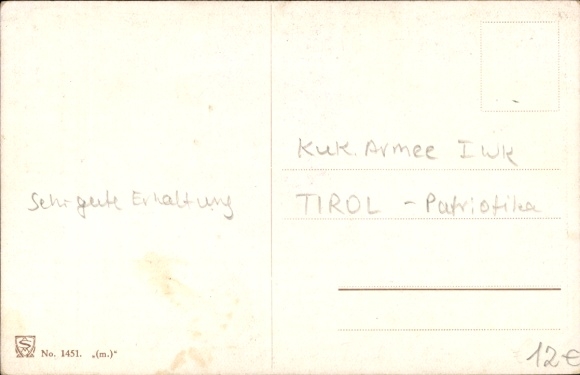 Sehr gute Erhaltung
KuK. Armee I WK
TIROL - Patriotika
No. 1451. „(m.)“
12€